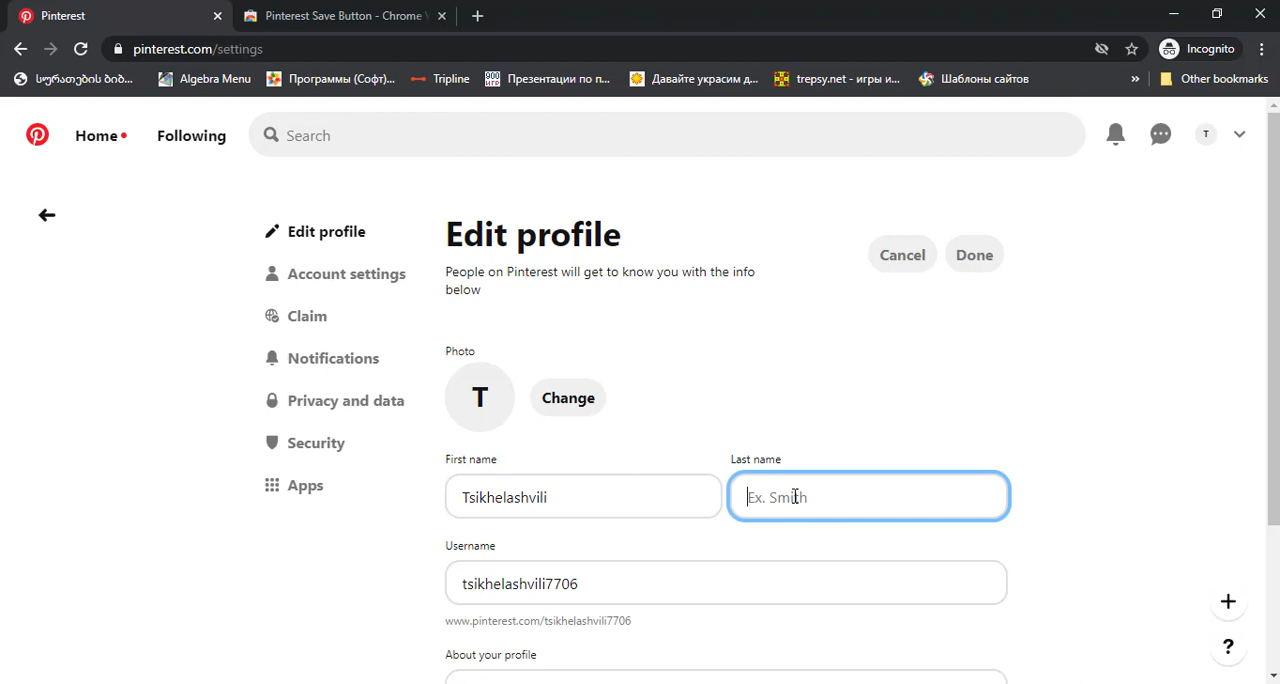 Pinterest
Pinterest Save Button - Chrome
pinterest.com/settings
Incognito
სურათების ბობ...
Algebra Menu
Программы (Софт)...
Tripline
Презентации по п...
Давайте украсим д...
trepsy.net - игры и...
Шаблоны сайтов
»
Other bookmarks
Home
Following
Search
T
Edit profile
Account settings
Claim
Notifications
Privacy and data
Security
Apps
Edit profile
People on Pinterest will get to know you with the info
below
Cancel
Done
Photo
T
Change
First name
Last name
Tsikhelashvili
Ex. Smith
Username
tsikhelashvili7706
www.pinterest.com/tsikhelashvili7706
About your profile
+
?